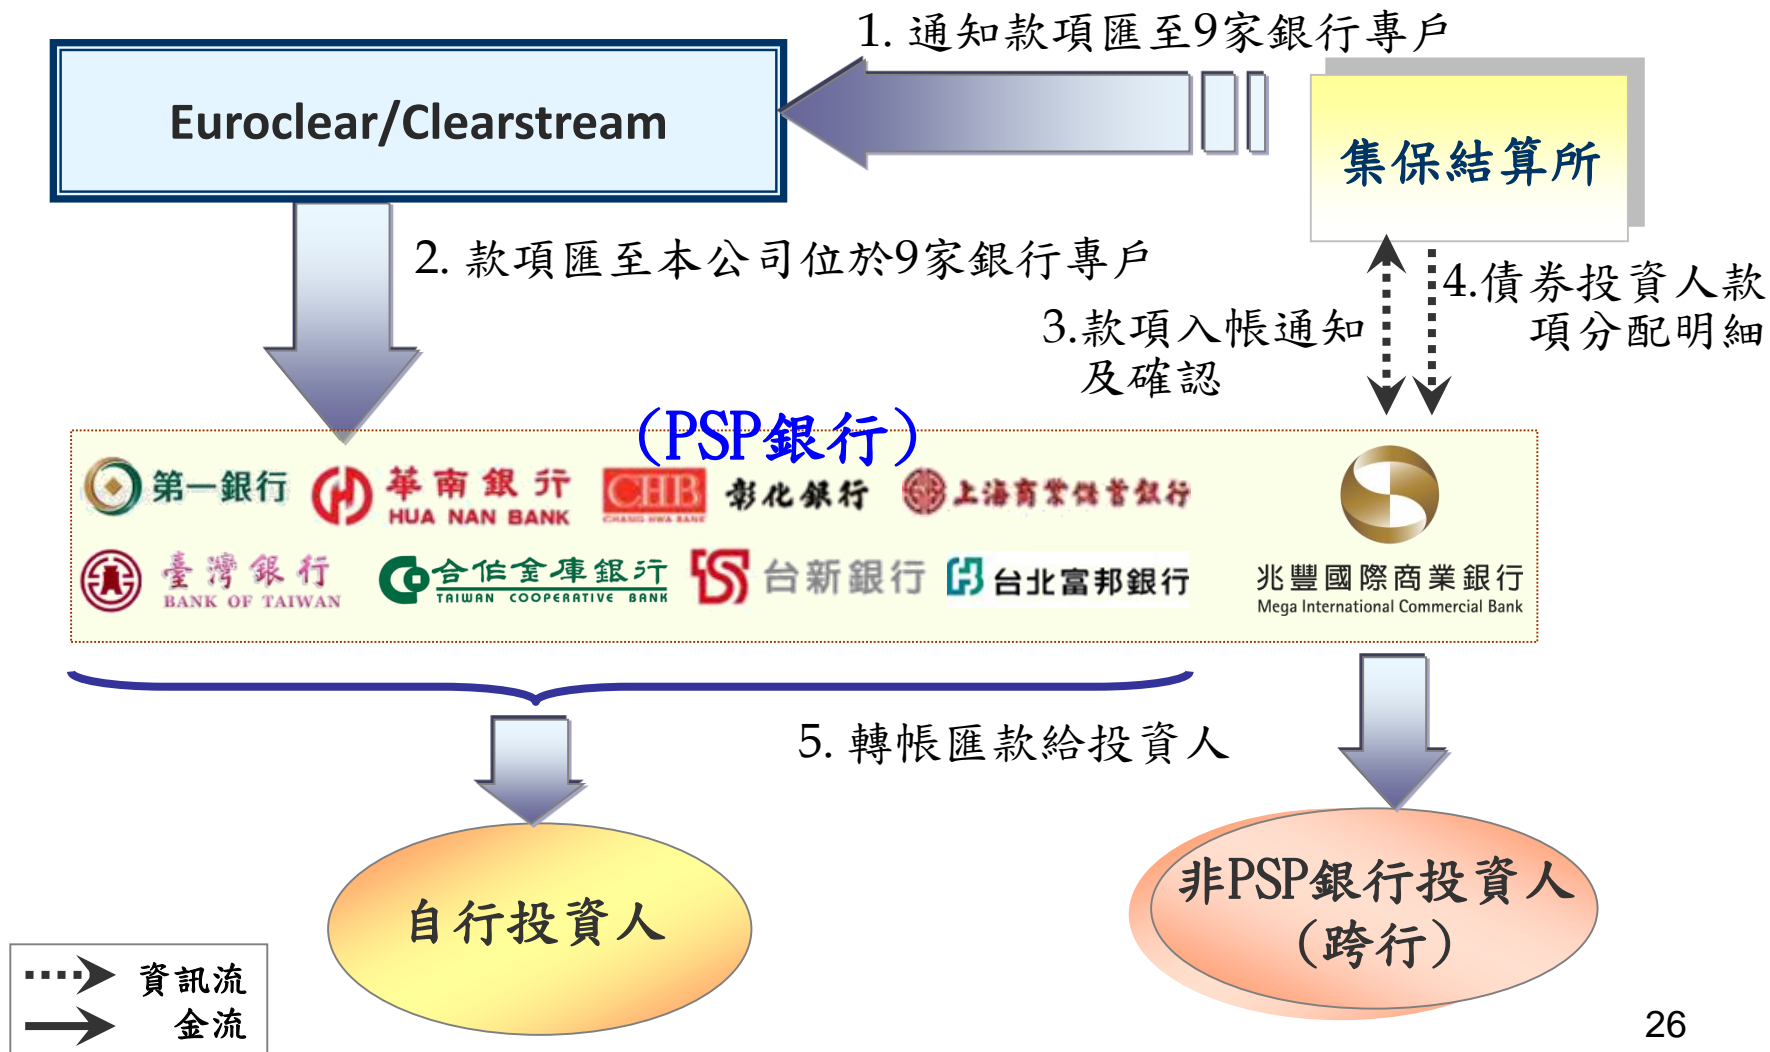 1. 通知款項匯至9家銀行專戶
Euroclear/Clearstream
集保結算所
2. 款項匯至本公司位於9家銀行專戶
3.款項入帳通知
及確認
4.債券投資人款
項分配明細
(PSP銀行)
第一銀行
華南銀行
HUA NAN BANK
CHB
CHANG HWA BANK
彰化銀行
上海商業儲蓄銀行
臺灣銀行
BANK OF TAIWAN
合作金庫銀行
TAIWAN COOPERATIVE BANK
台新銀行
台北富邦銀行
兆豐國際商業銀行
Mega International Commercial Bank
5. 轉帳匯款給投資人
自行投資人
非PSP銀行投資人
(跨行)
資訊流
金流
26